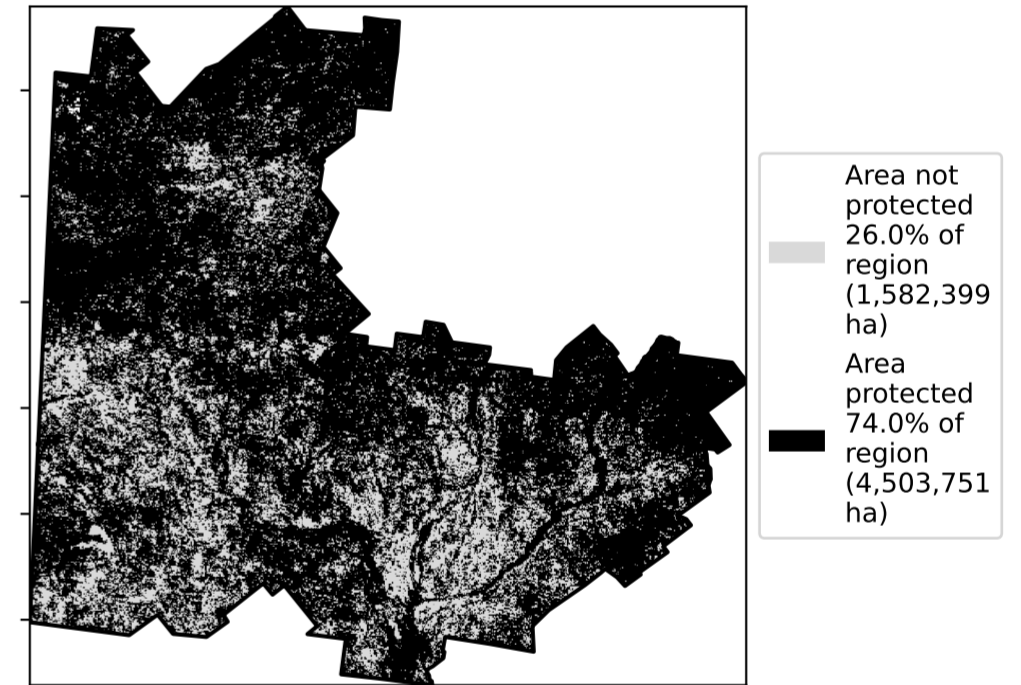 Area not
protected
26.0% of
region
(1,582,399
ha)
Area
protected
74.0% of
region
(4,503,751
ha)